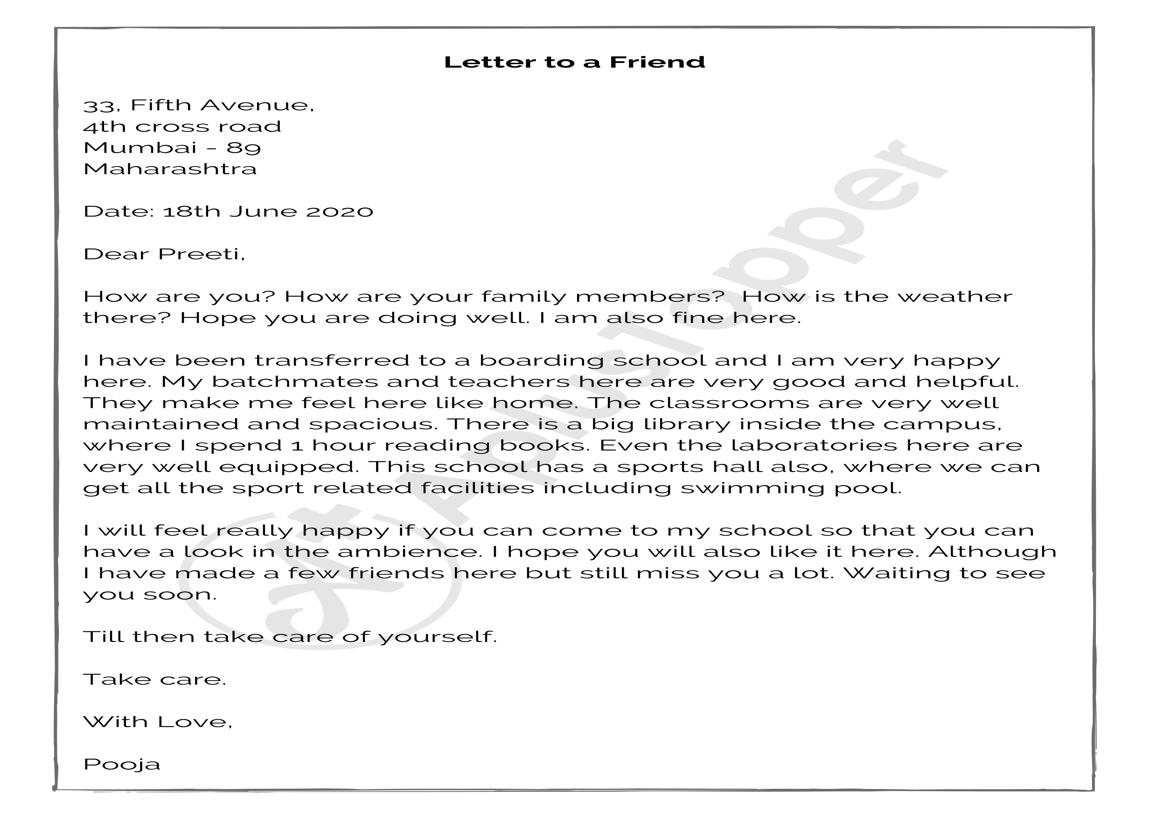 Letter to a Friend
33, Fifth Avenue,
4th cross road
Mumbai - 89
Maharashtra
Date: 18th June 2020
Dear Preeti,
How are you? How are your family members?  How is the weather
there? Hope you are doing well. I am also fine here.
I have been transferred to a boarding school and I am very happy
here. My batchmates and teachers here are very good and helpful.
They make me feel here like home. The classrooms are very well
maintained and spacious. There is a big library inside the campus,
where I spend 1 hour reading books. Even the laboratories here are
very well equipped. This school has a sports hall also, where we can
get all the sport related facilities including swimming pool.
I will feel really happy if you can come to my school so that you can
have a look in the ambience. I hope you will also like it here. Although
I have made a few friends here but still miss you a lot. Waiting to see
you soon.
Till then take care of yourself.
Take care.
With Love,
Pooja
A+ AplusTopper